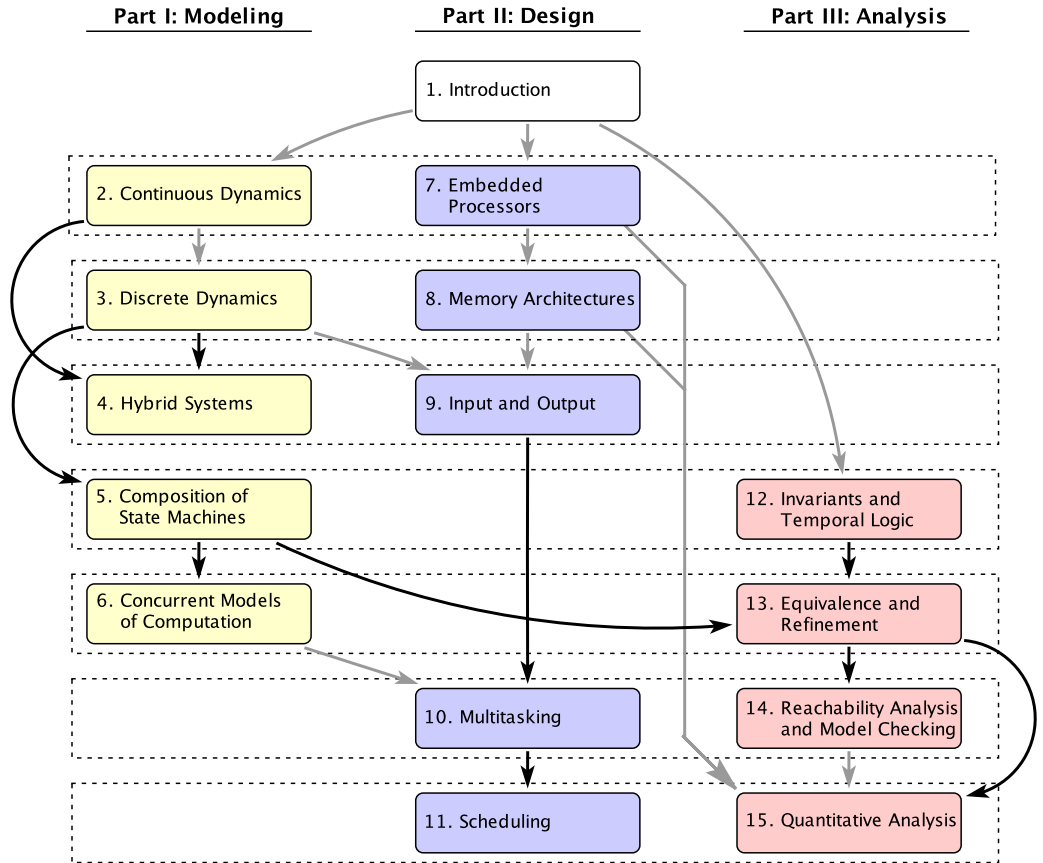 Part I: Modeling
Part II: Design
Part III: Analysis
1. Introduction
2. Continuous Dynamics
7. Embedded
Processors
3. Discrete Dynamics
8. Memory Architectures
4. Hybrid Systems
9. Input and Output
5. Composition of
State Machines
12. Invariants and
Temporal Logic
6. Concurrent Models
of Computation
13. Equivalence and
Refinement
10. Multitasking
14. Reachability Analysis
and Model Checking
11. Scheduling
15. Quantitative Analysis